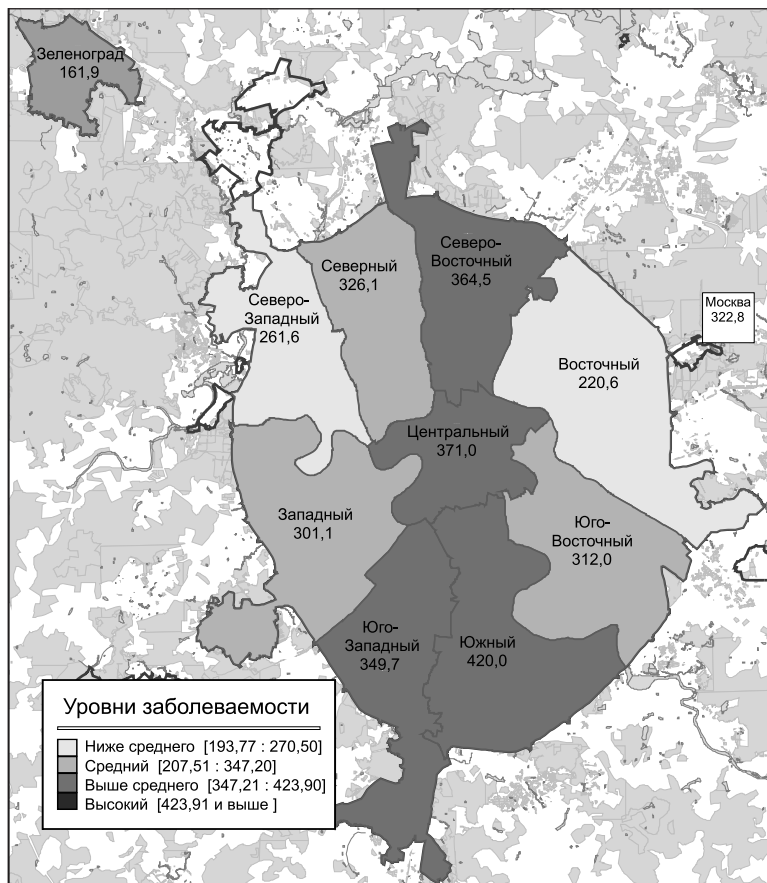 Зеленоград
161,9
Северный
326,1
Северо-
Восточный
364,5
Северо-
Западный
261,6
Москва
322,8
Восточный
220,6
Центральный
371,0
Западный
301,1
Юго-
Восточный
312,0
Юго-
Западный
349,7
Южный
420,0
Уровни заболеваемости
Ниже среднего [193,77 : 270,50]
Средний [207,51 : 347,20]
Выше среднего [347,21 : 423,90]
Высокий [423,91 и выше ]